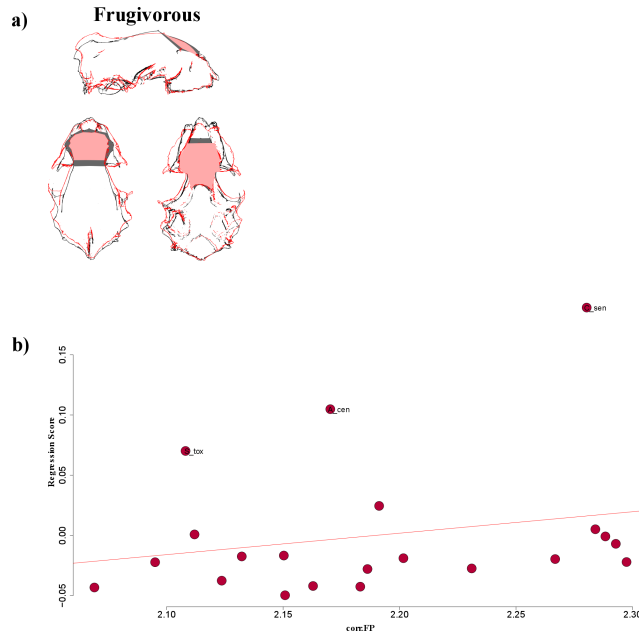 Frugivorous
a)
_sen
b)
0.15
0.10
0.05
0.00
−0.05
Regression Score
_cen
_tox
2.10
2.15
2.20
2.25
2.30
corr.FP